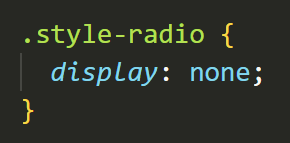 .style-radio {
  display: none;
}